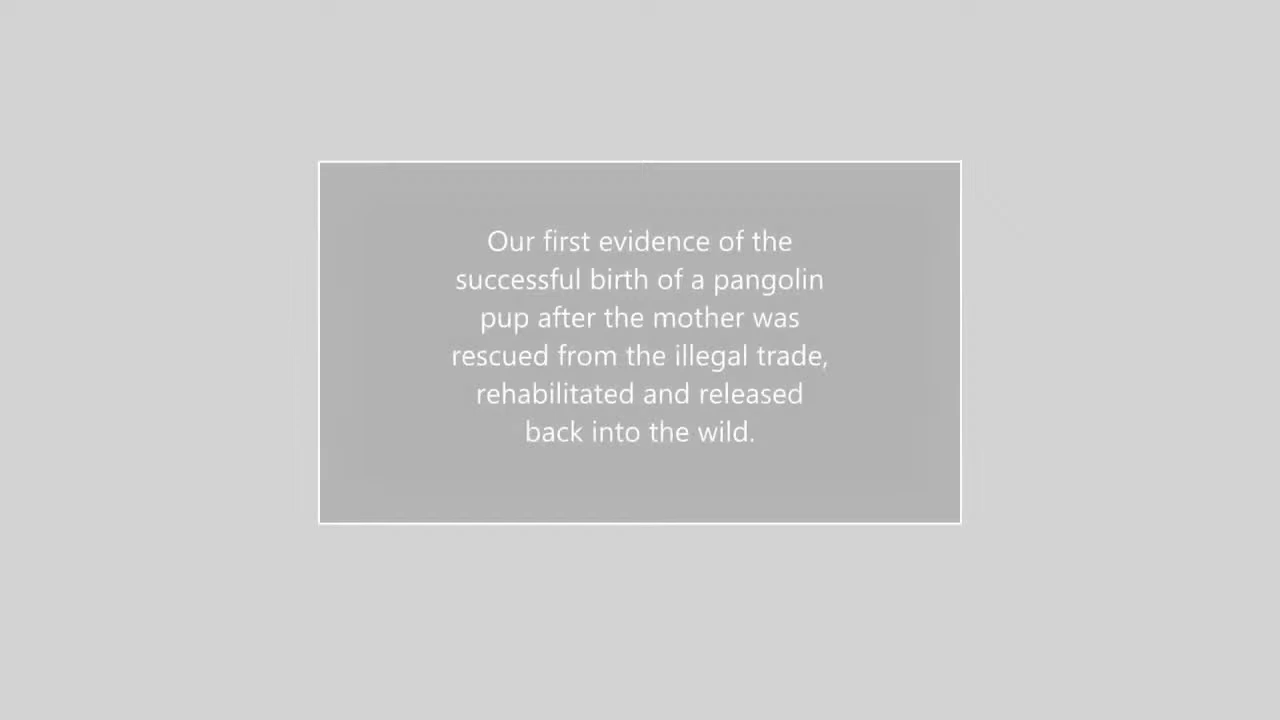 Our first evidence of the
successful birth of a pangolin
pup after the mother was
rescued from the illegal trade,
rehabilitated and released
back into the wild.